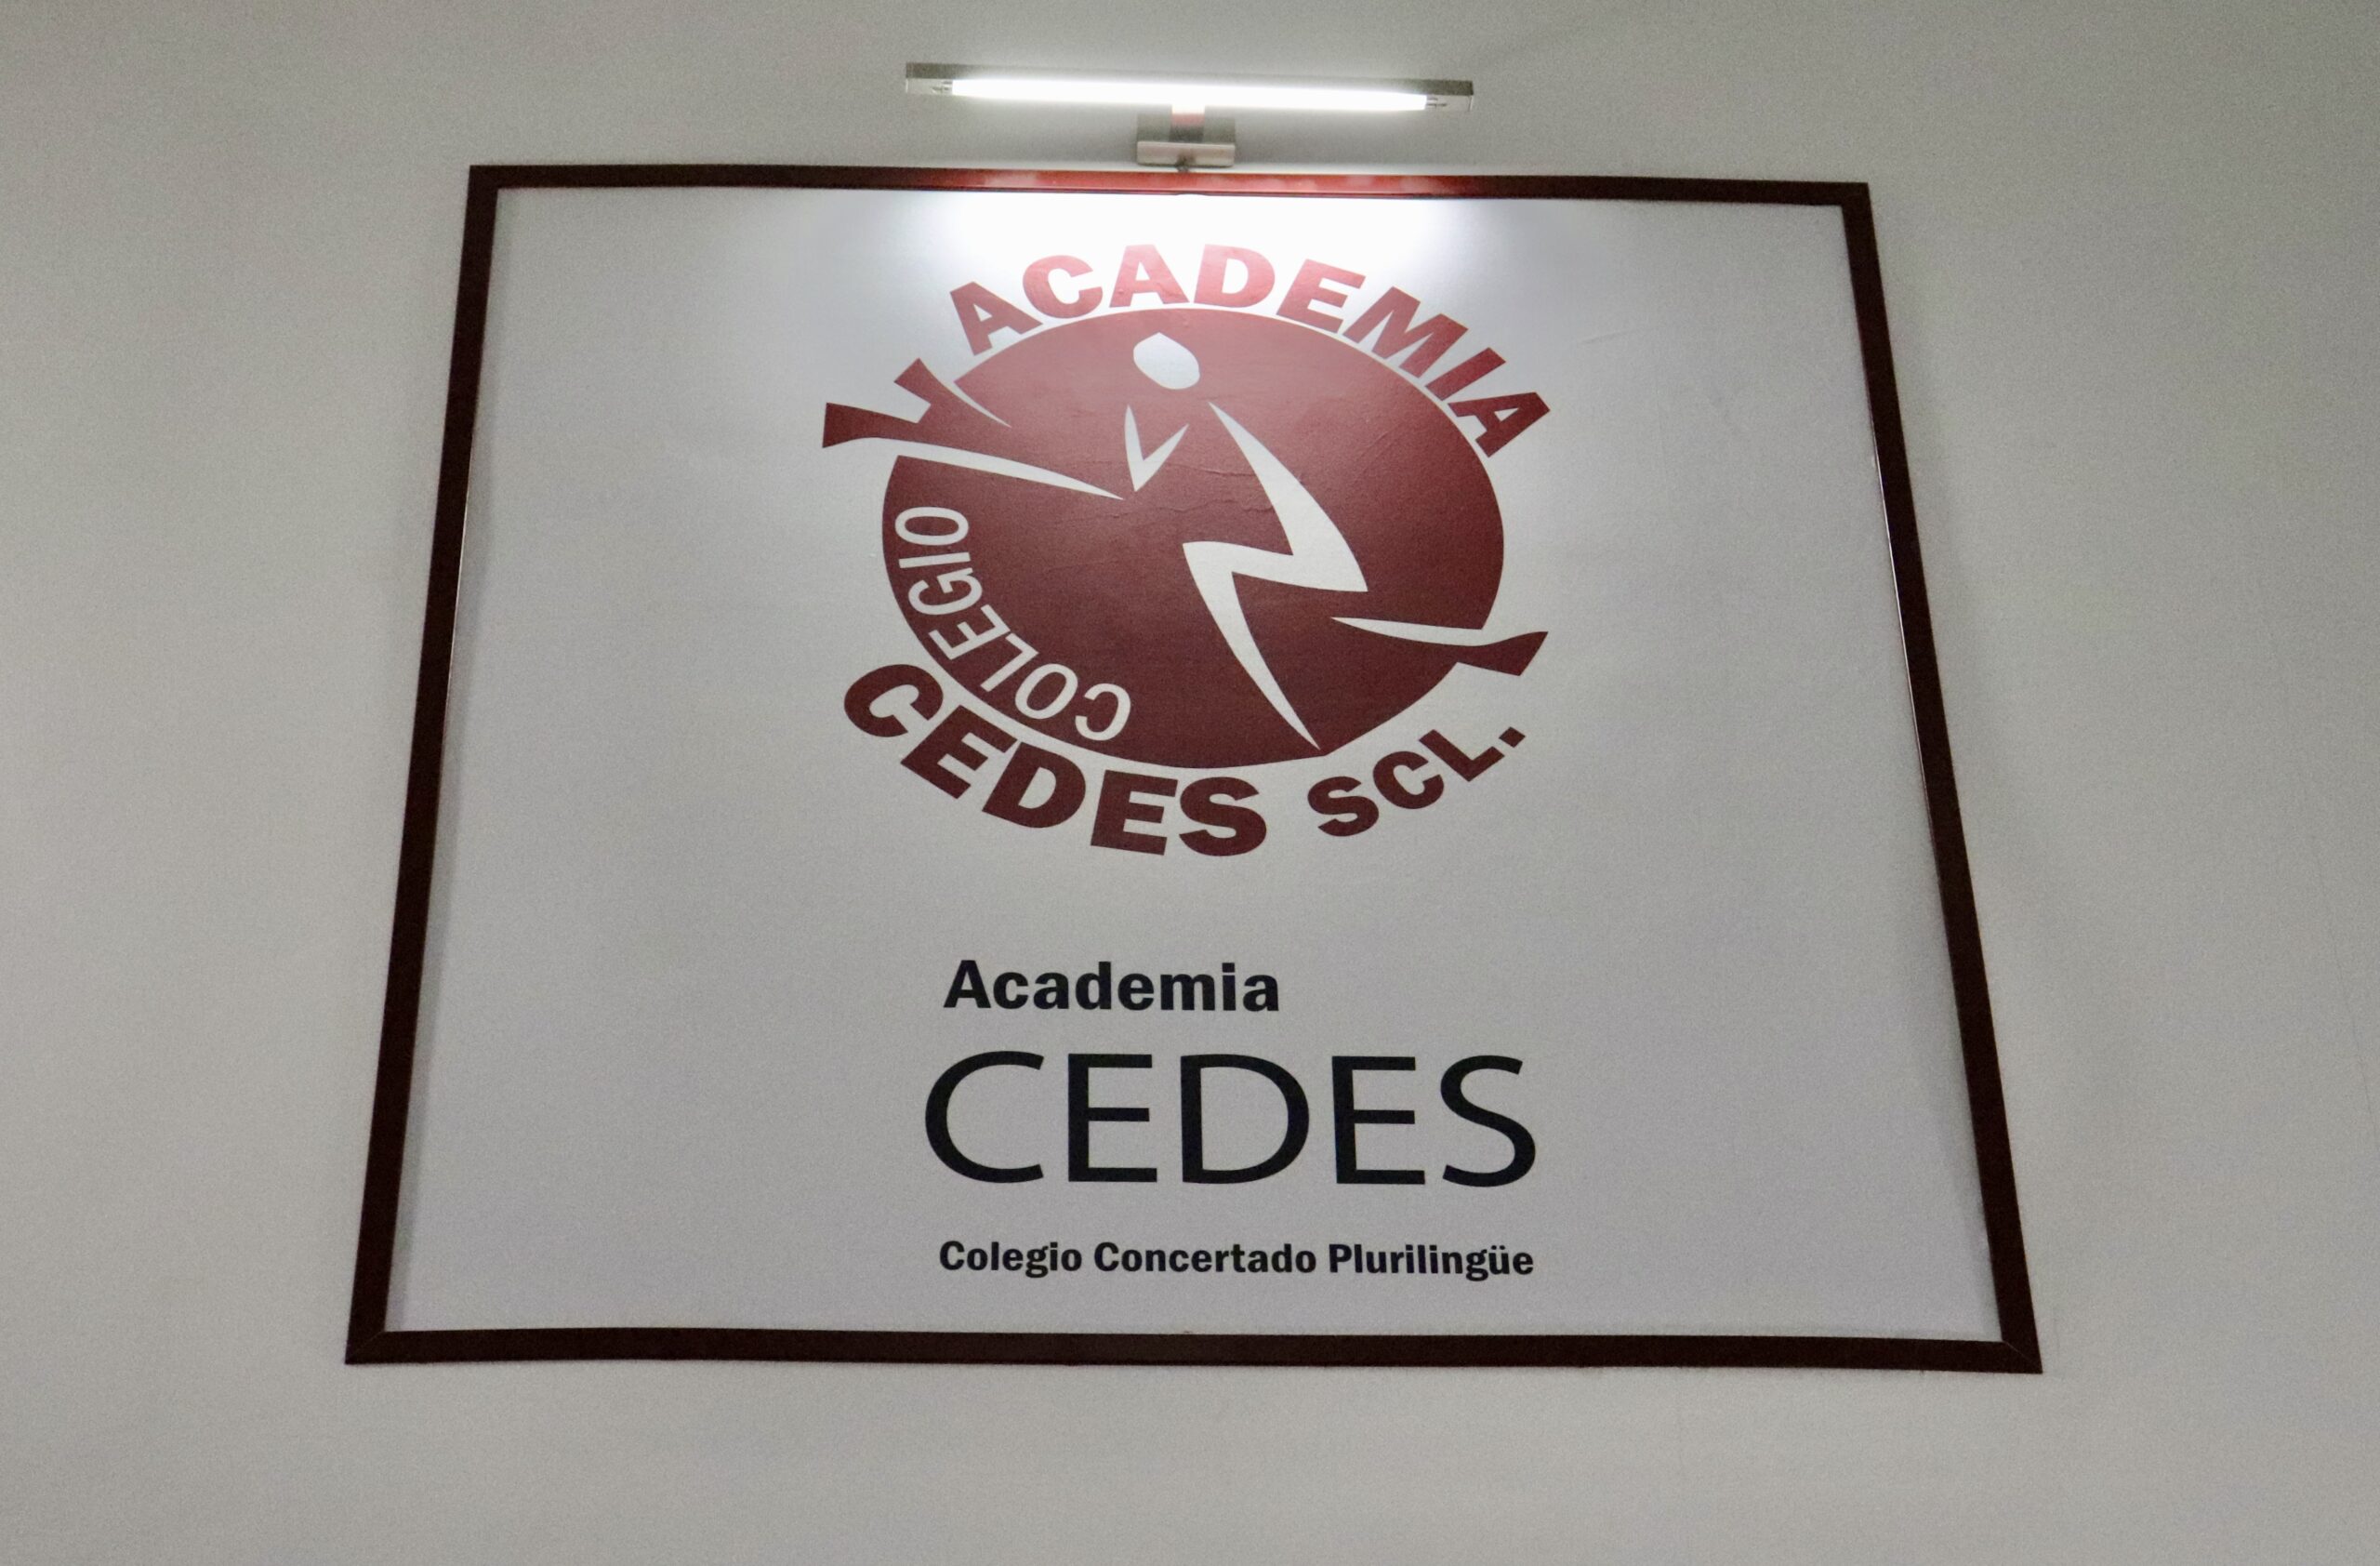 ACADEMIA
COLEGIO
CEDES SCL.
Academia
CEDES
Colegio Concertado Plurilingüe